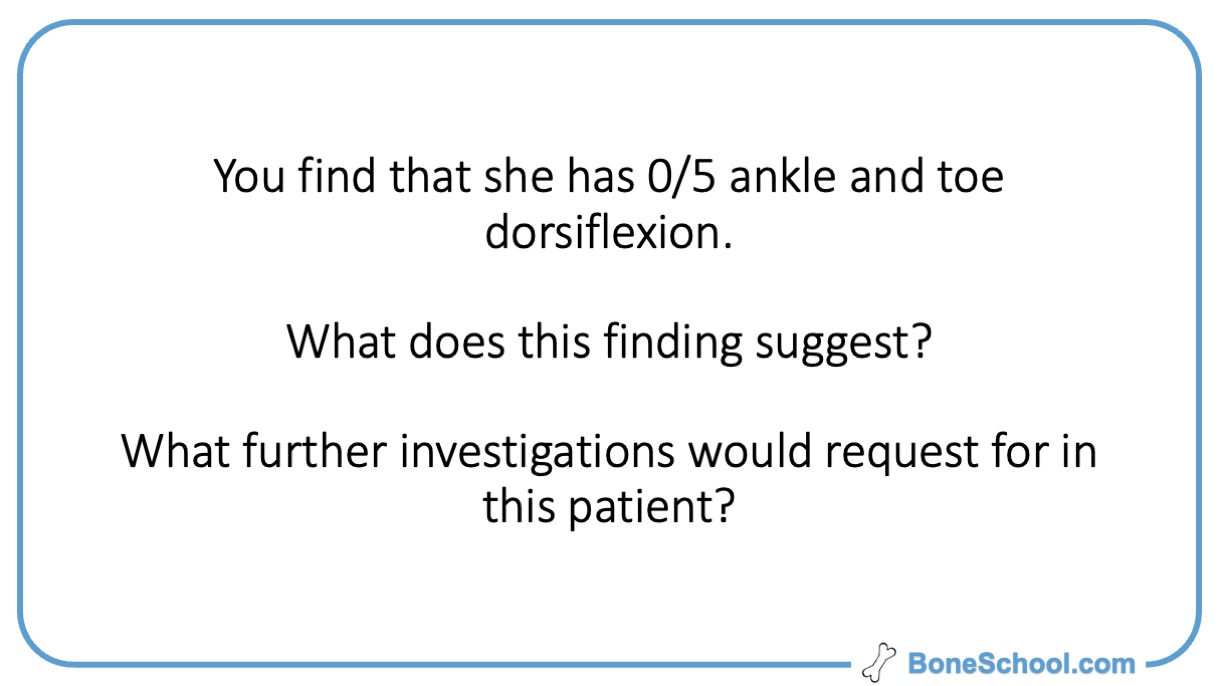 You find that she has 0/5 ankle and toe
dorsiflexion.
What does this finding suggest?
What further investigations would request for in
this patient?
BoneSchool.com